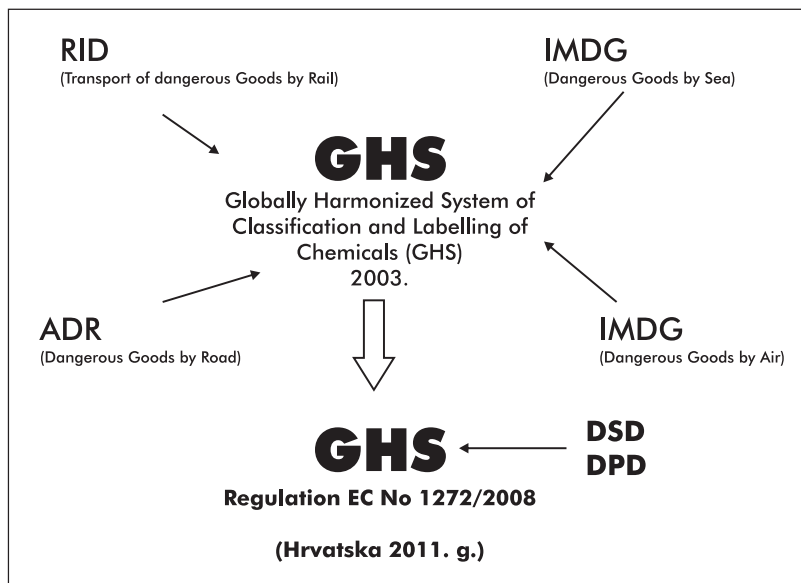 RID
(Transport of dangerous Goods by Rail)
IMDG
(Dangerous Goods by Sea)
GHS
Globally Harmonized System of
Classification and Labelling of
Chemicals (GHS)
2003.
ADR
(Dangerous Goods by Road)
IMDG
(Dangerous Goods by Air)
GHS
DSD
DPD
Regulation EC No 1272/2008
(Hrvatska 2011. g.)